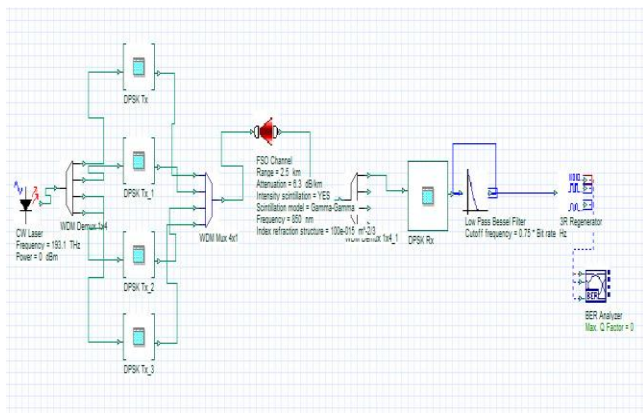 DPSK Tx
DPSK Tx_1
FSO Channel
Range = 2.5 km
Attenuation = 6.3 dB/km
Intensity scintillation = YES
Scintillation model = Gamma-Gamma
Frequency = 850 nm
Index refraction structure = 100e-015 m^-2/3
CW Laser
Frequency = 193.1 THz
Power = 0 dBm
WDM Demux 1x4
WDM Mux 4x1
WDM Demux 1x4_1
DPSK Rx
Low Pass Bessel Filter
Cutoff frequency = 0.75 * Bit rate Hz
3R Regenerator
DPSK Tx_2
BER
BER Analyzer
Max. Q Factor = 0
DPSK Tx_3